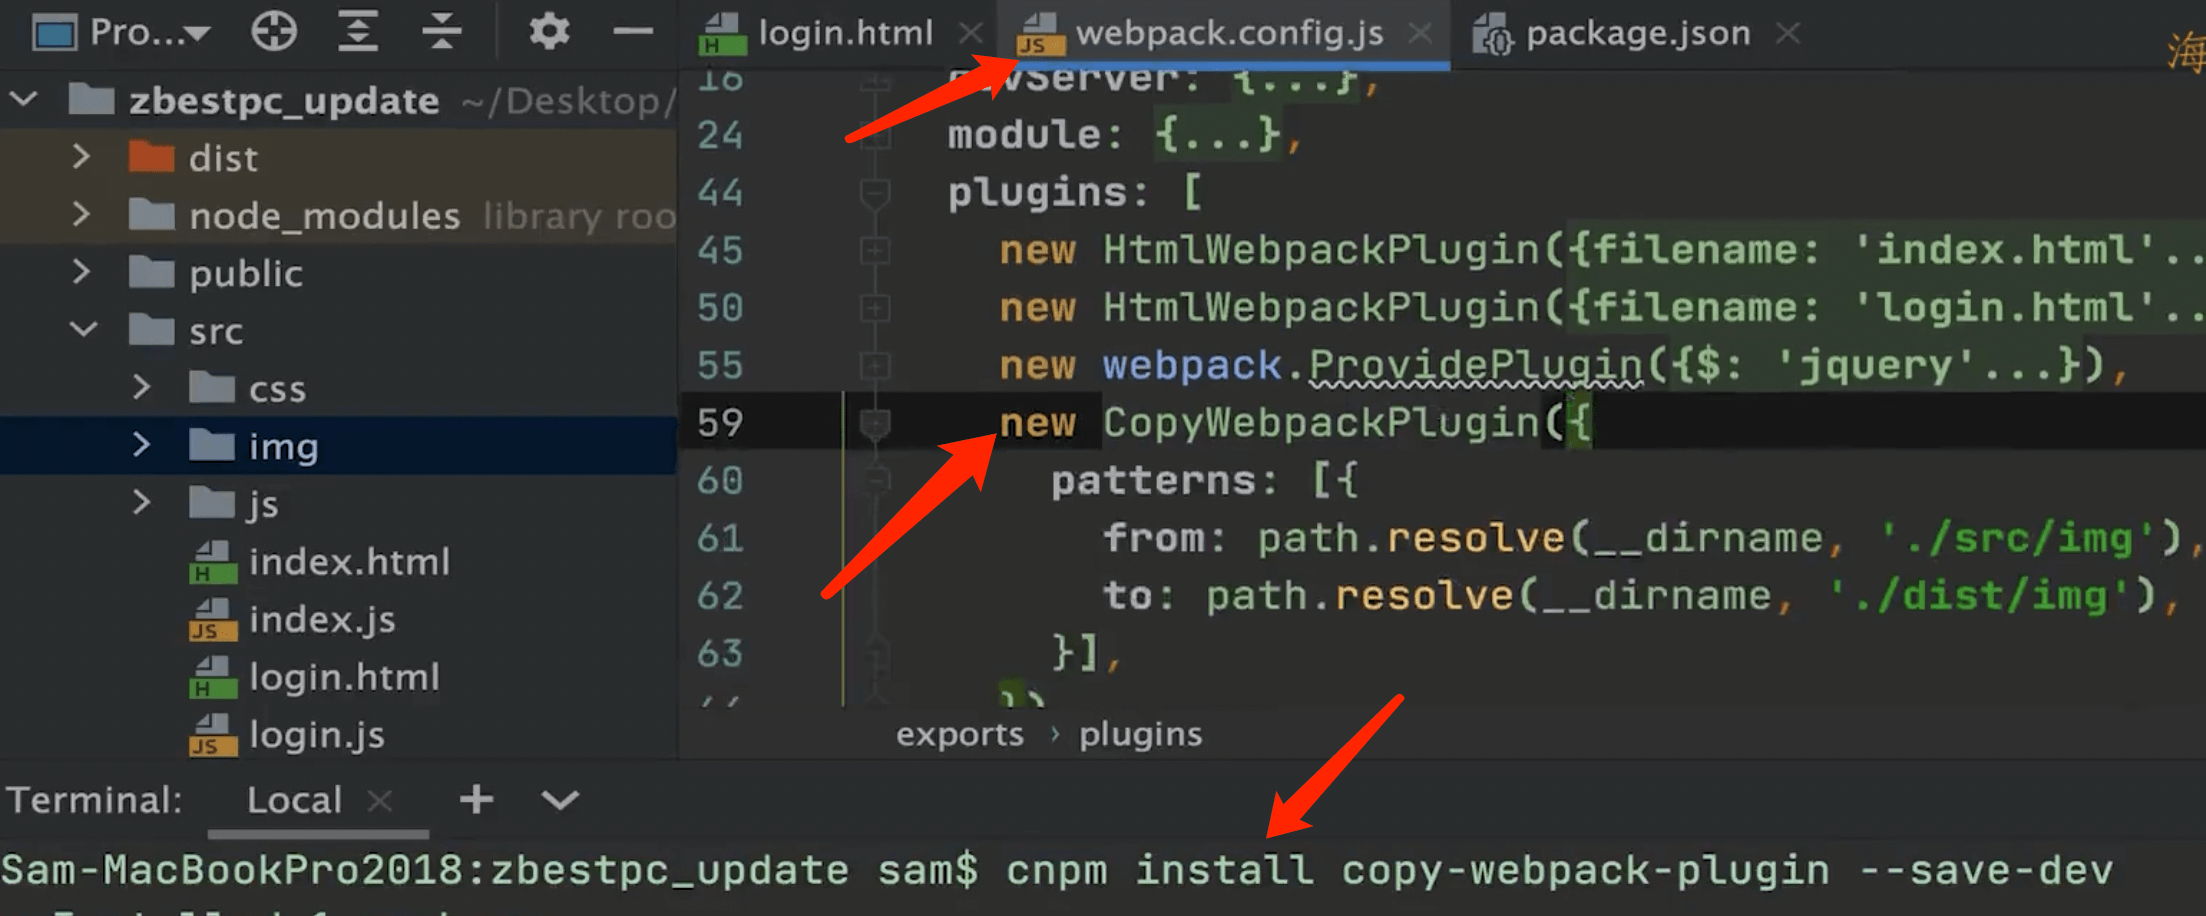 Pro...
login.html
webpack.config.js
package.json
海
zbestpc_update ~/Desktop/
dist
node_modules library roo
public
src
css
img
js
index.html
index.js
login.html
login.js
16 devServer: {...},
24 module: {...},
44 plugins: [
45 new HtmlWebpackPlugin({filename: 'index.html'..
50 new HtmlWebpackPlugin({filename: 'login.html'..
55 new webpack.ProvidePlugin({$: 'jquery'...}),
59 new CopyWebpackPlugin({
60 patterns: [{
61 from: path.resolve(__dirname, './src/img'),
62 to: path.resolve(__dirname, './dist/img'),
63 }],
})
exports › plugins
Terminal: Local
Sam-MacBookPro2018:zbestpc_update sam$ cnpm install copy-webpack-plugin --save-dev